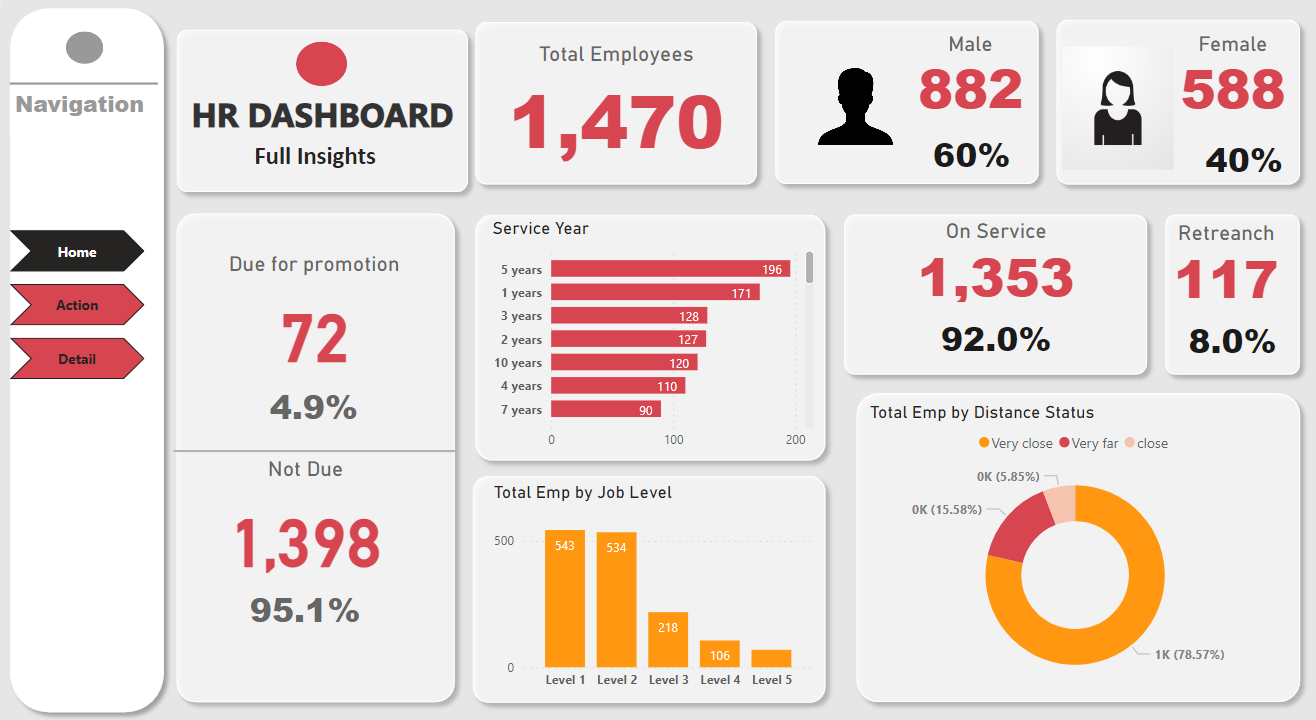 Navigation
Home
Action
Detail
HR DASHBOARD
Full Insights
Total Employees
1,470
Male
882
60%
Female
588
40%
Due for promotion
72
4.9%
Not Due
1,398
95.1%
Service Year
5 years 196
1 years 171
3 years 128
2 years 127
10 years 120
4 years 110
7 years 90
0 100 200
On Service
1,353
92.0%
Retreanch
117
8.0%
Total Emp by Job Level
500
543 534 218 106
0
Level 1 Level 2 Level 3 Level 4 Level 5
Total Emp by Distance Status
Very close Very far close
0K (5.85%)
0K (15.58%)
1K (78.57%)